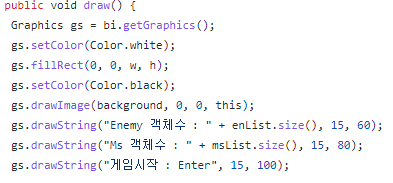 public void draw() {
Graphics gs = bi.getGraphics();
gs.setColor(Color.white);
gs.fillRect(0, 0, w, h);
gs.setColor(Color.black);
gs.drawImage(background, 0, 0, this);
gs.drawString("Enemy 객체수 : " + enList.size(), 15, 60);
gs.drawString("Ms 객체수 : " + msList.size(), 15, 80);
gs.drawString("게임시작 : Enter", 15, 100);